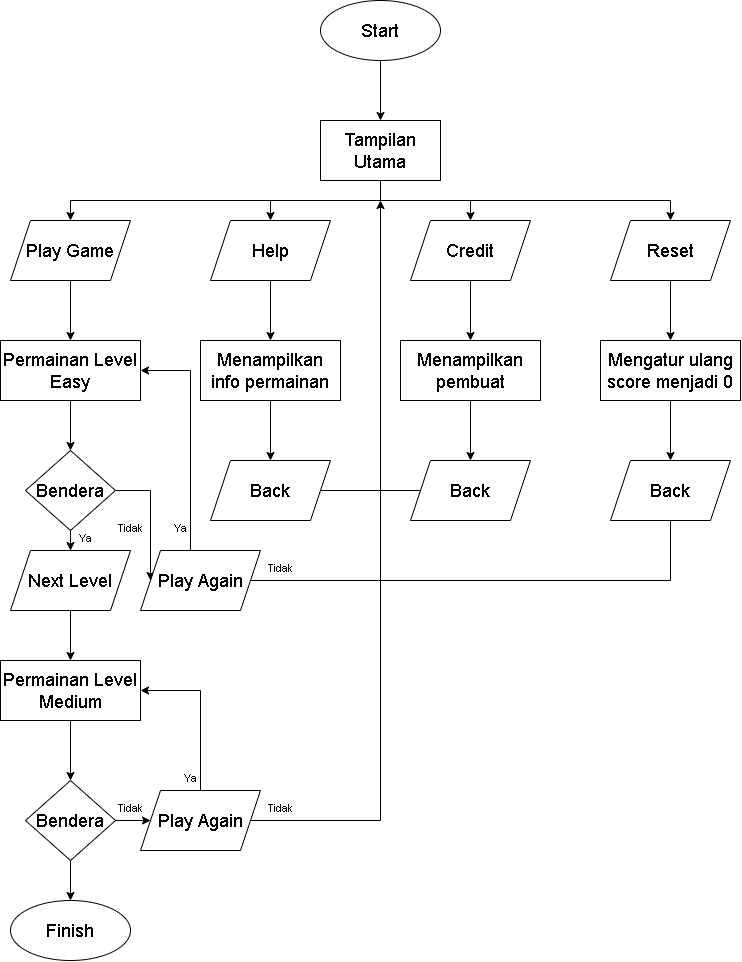 Start
Tampilan
Utama
Play Game
Help
Credit
Reset
Permainan Level
Easy
Menampilkan
info permainan
Menampilkan
pembuat
Mengatur ulang
score menjadi 0
Bendera
Back
Back
Back
Tidak
Ya
Ya
Next Level
Play Again
Tidak
Permainan Level
Medium
Ya
Bendera
Tidak
Play Again
Tidak
Finish